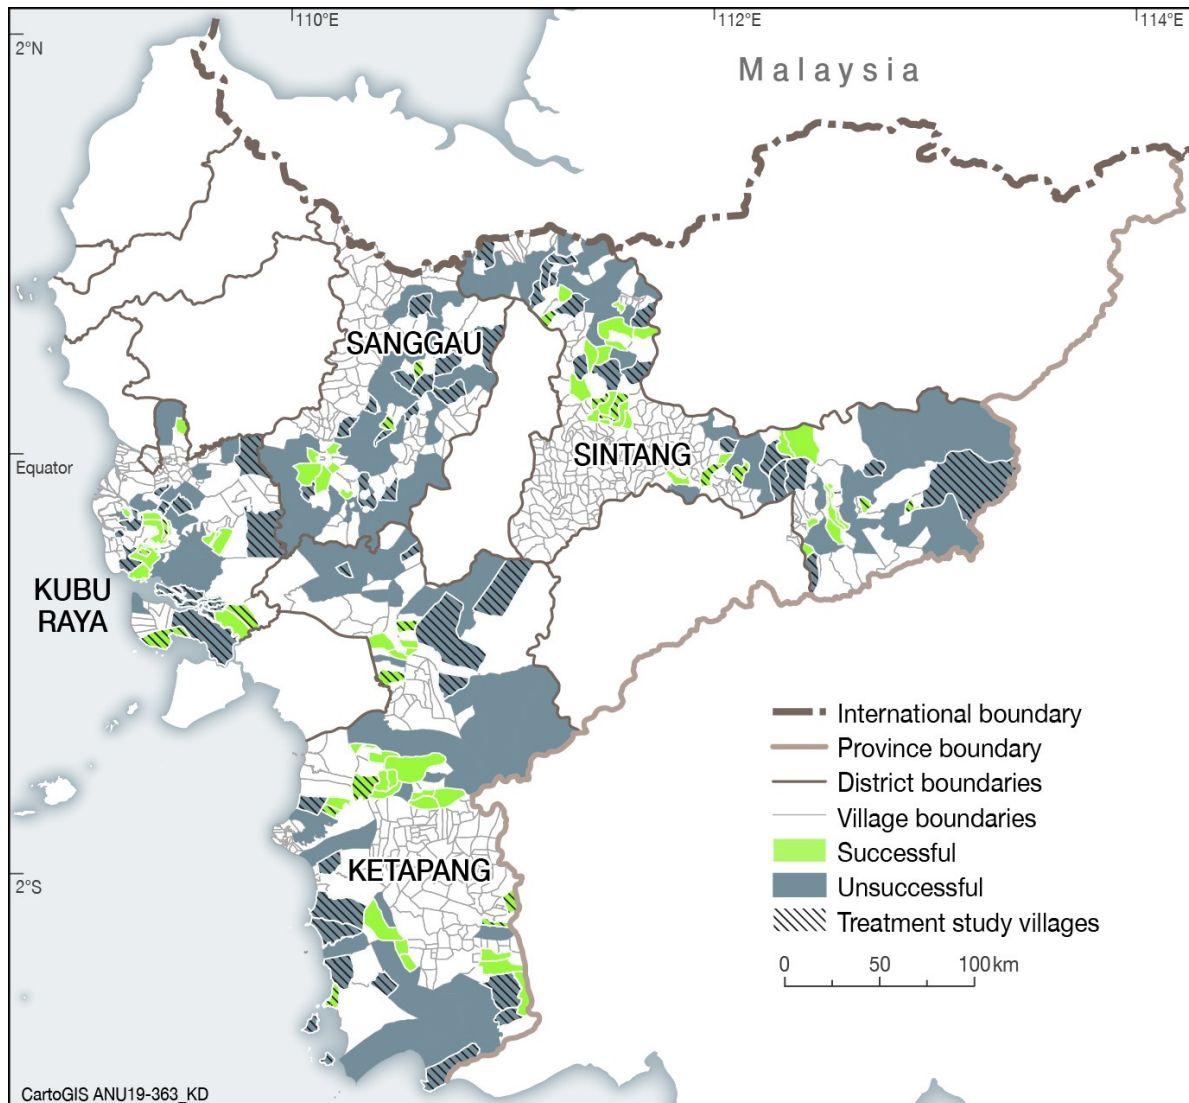 110°E
112°E
114°E
2°N
Malaysia
SANGGAU
Equator
SINTANG
KUBU
RAYA
International boundary
Province boundary
District boundaries
Village boundaries
Successful
KETAPANG
2°S
Unsuccessful
Treatment study villages
0 50 100km
CartoGIS ANU19-363_KD